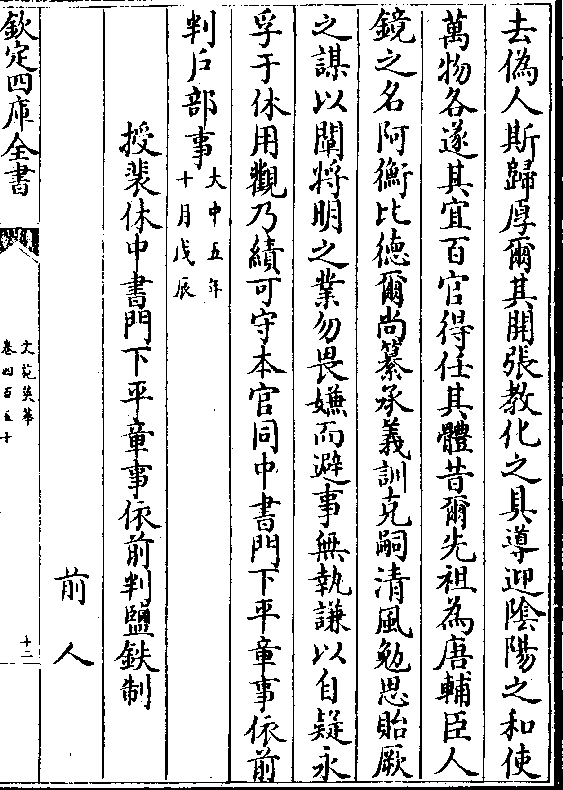 去偽人斯歸厚爾其開張教化之具導迎陰陽之和使
萬物各遂其宜百官得任其體昔爾先祖為唐輔臣人
鏡之名阿衡比德爾尚纂承義訓克嗣清風勉思貽厥
之謀以闡將明之業勿畏嫌而避事無執謙以自疑永
孚于休用觀乃績可守本官同中書門下平章事依前
判戶部事大中五年
十月戊辰
授裴休中書門下平章事依前判鹽鉄制
前人
欽定四庫全書
文苑英華
卷四百五十
十二